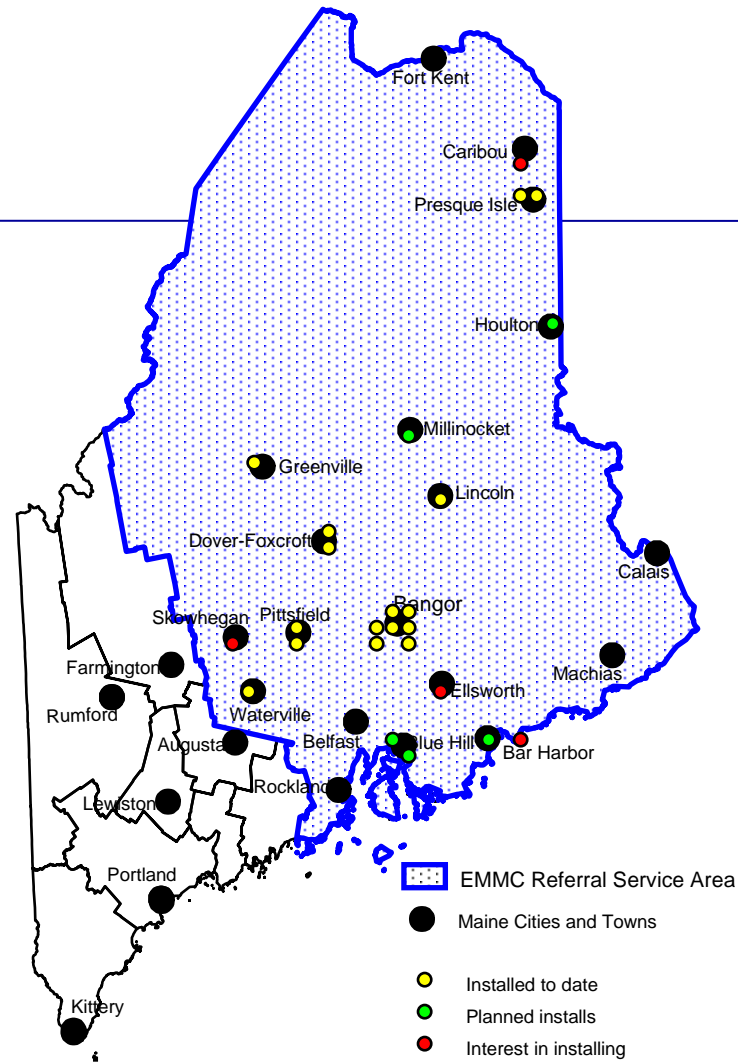 Fort Kent
Caribou
Presque Isle
Houlton
Millinocket
Greenville
Lincoln
Dover-Foxcroft
Calais
Bangor
Skowhegan
Pittsfield
Farmington
Machias
Ellsworth
Rumford
Waterville
Belfast
Augusta
Blue Hill
Bar Harbor
Rockland
Lewiston
Portland
EMMC Referral Service Area
Maine Cities and Towns
Installed to date
Planned installs
Kittery
Interest in installing